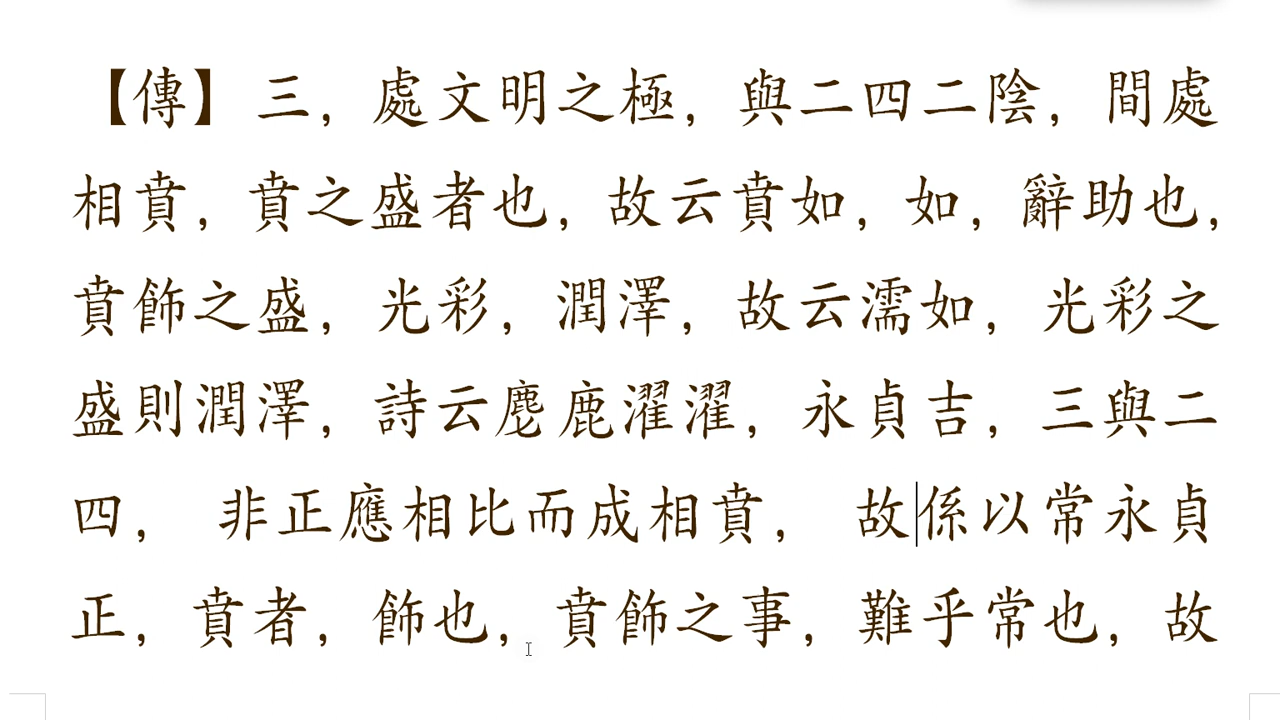 【傳】三，處文明之極，與二四二陰，間處
相賁，賁之盛者也，故云賁如，如，辭助也，
賁飾之盛，光彩，潤澤，故云濡如，光彩之
盛則潤澤，詩云麀鹿濯濯，永貞吉，三與二
四， 非正應相比而成相賁， 故係以常永貞
正，賁者，飾也，賁飾之事，難乎常也，故